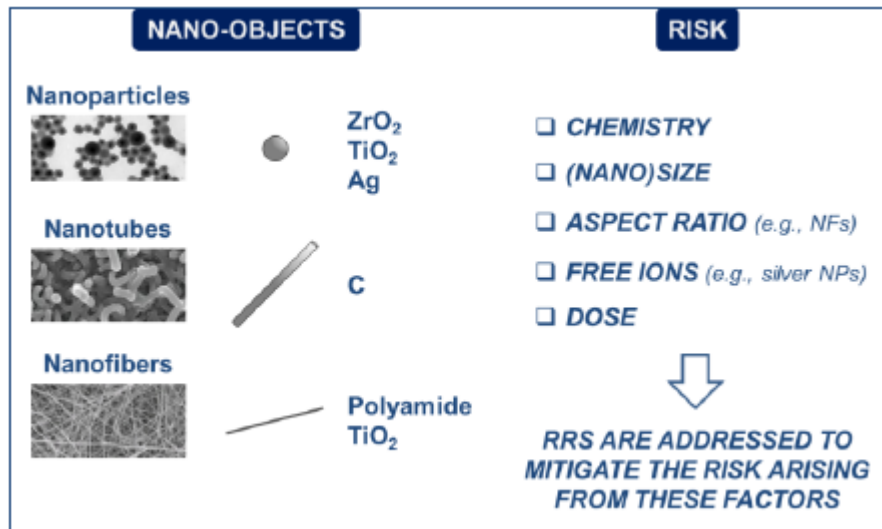 NANO-OBJECTS
Nanoparticles
ZrO₂
TiO₂
Ag
Nanotubes
C
Nanofibers
Polyamide
TiO₂
RISK
❑ CHEMISTRY
❑ (NANO)SIZE
❑ ASPECT RATIO (e.g., NFs)
❑ FREE IONS (e.g., silver NPs)
❑ DOSE
RRS ARE ADDRESSED TO
MITIGATE THE RISK ARISING
FROM THESE FACTORS